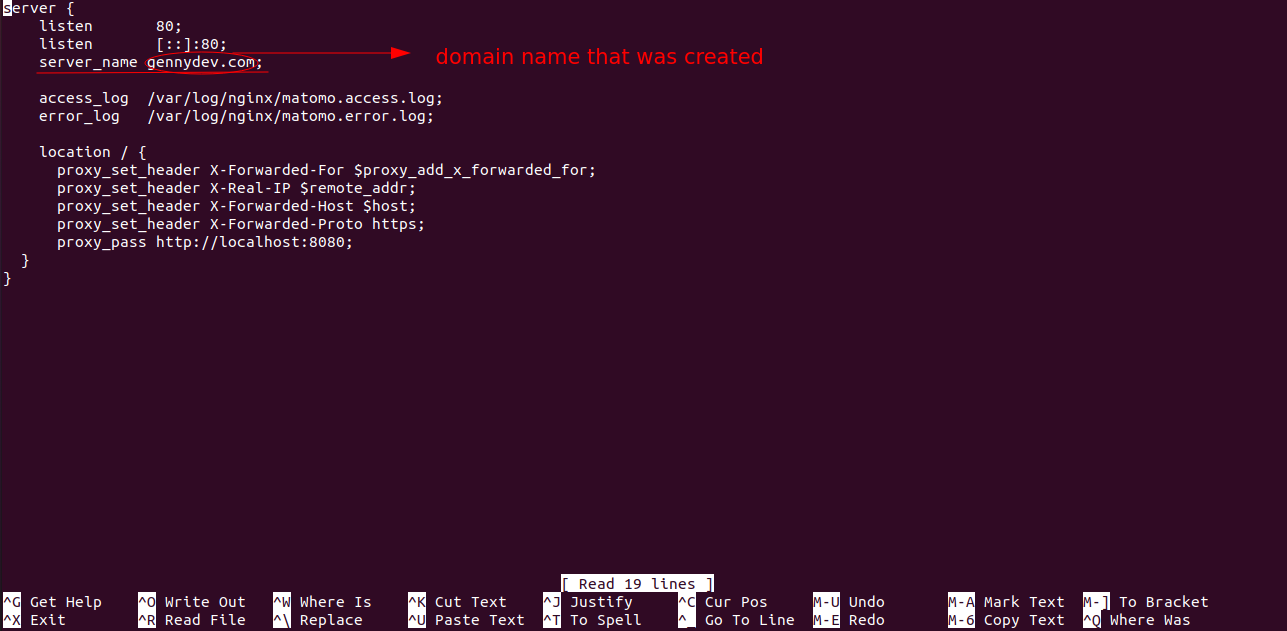 server {
listen 80;
listen [::]:80;
server_name gennydev.com;
domain name that was created
access_log /var/log/nginx/matomo.access.log;
error_log /var/log/nginx/matomo.error.log;
location / {
proxy_set_header X-Forwarded-For $proxy_add_x_forwarded_for;
proxy_set_header X-Real-IP $remote_addr;
proxy_set_header X-Forwarded-Host $host;
proxy_set_header X-Forwarded-Proto https;
proxy_pass http://localhost:8080;
}
}
[ Read 19 lines ]
^G Get Help ^O Write Out ^W Where Is ^K Cut Text ^J Justify ^C Cur Pos M-U Undo M-A Mark Text M-] To Bracket
^X Exit ^R Read File ^\ Replace ^U Paste Text ^T To Spell ^_ Go To Line M-E Redo M-6 Copy Text ^Q Where Was